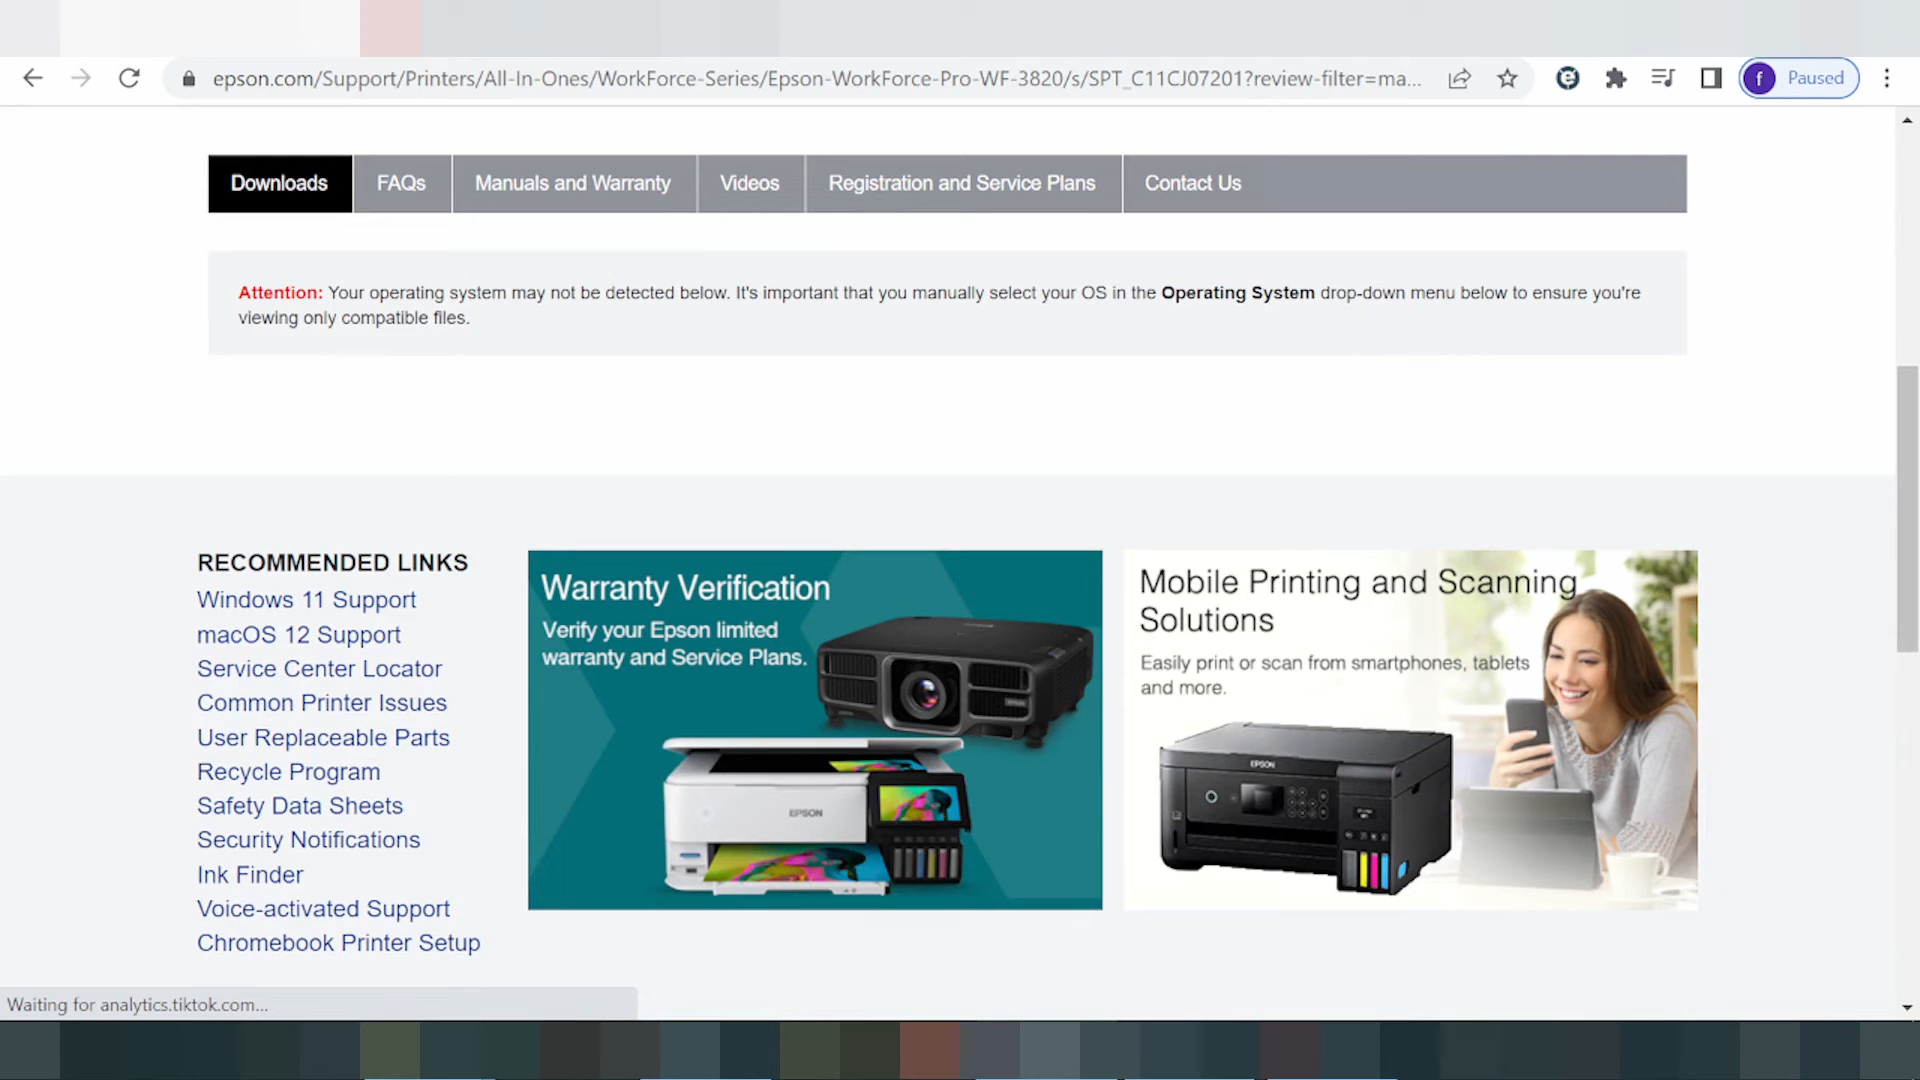 epson.com/Support/Printers/All-In-Ones/WorkForce-Series/Epson-WorkForce-Pro-WF-3820/s/SPT_C11CJ07201?review-filter=ma...
f Paused
Downloads FAQs Manuals and Warranty Videos Registration and Service Plans Contact Us
Attention: Your operating system may not be detected below. It's important that you manually select your OS in the Operating System drop-down menu below to ensure you're
viewing only compatible files.
RECOMMENDED LINKS
Windows 11 Support
macOS 12 Support
Service Center Locator
Common Printer Issues
User Replaceable Parts
Recycle Program
Safety Data Sheets
Security Notifications
Ink Finder
Voice-activated Support
Chromebook Printer Setup
Warranty Verification
Verify your Epson limited
warranty and Service Plans.
EPSON
Mobile Printing and Scanning
Solutions
Easily print or scan from smartphones, tablets
and more.
EPSON
Waiting for analytics.tiktok.com...